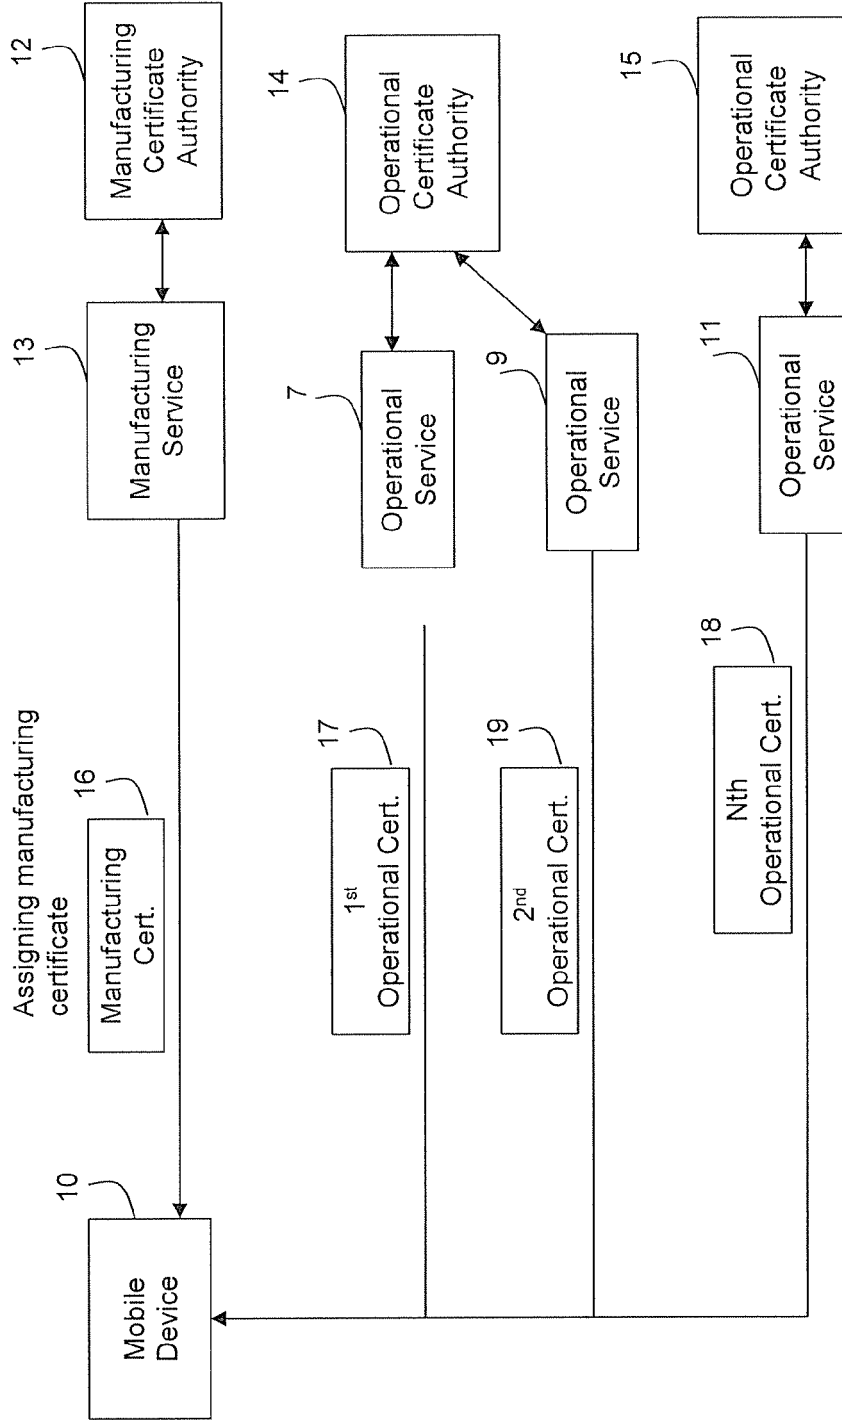 Assigning manufacturing
certificate
10
Mobile
Device
16
Manufacturing
Cert.
13
Manufacturing
Service
12
Manufacturing
Certificate
Authority
17
1st
Operational Cert.
7
Operational
Service
14
Operational
Certificate
Authority
19
2nd
Operational Cert.
9
Operational
Service
18
Nth
Operational Cert.
11
Operational
Service
15
Operational
Certificate
Authority